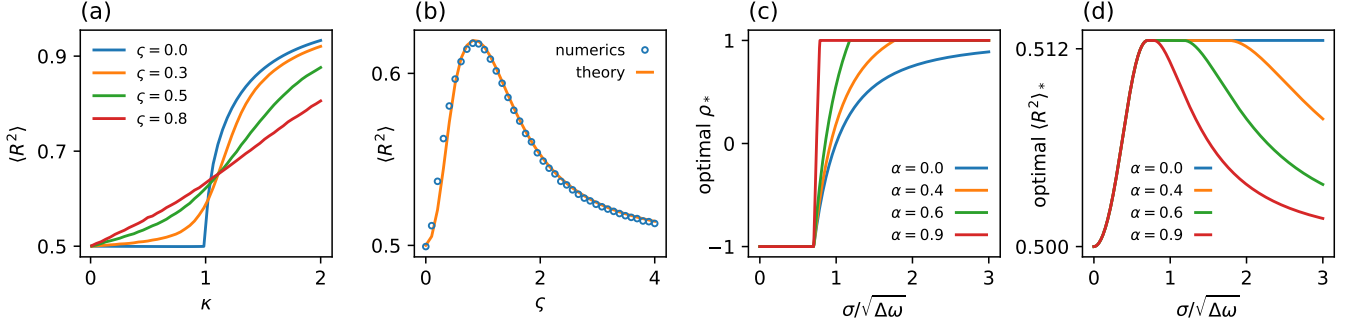 (a)
⟨R²⟩
0.9
0.7
0.5
ς = 0.0
ς = 0.3
ς = 0.5
ς = 0.8
0 1 2
κ
(b)
⟨R²⟩
0.6
0.5
numerics
theory
0 2 4
ς
(c)
optimal ρ*
1
0
−1
α = 0.0
α = 0.4
α = 0.6
α = 0.9
0 1 2 3
σ/√Δω
(d)
optimal ⟨R²⟩*
0.512
0.500
α = 0.0
α = 0.4
α = 0.6
α = 0.9
0 1 2 3
σ/√Δω